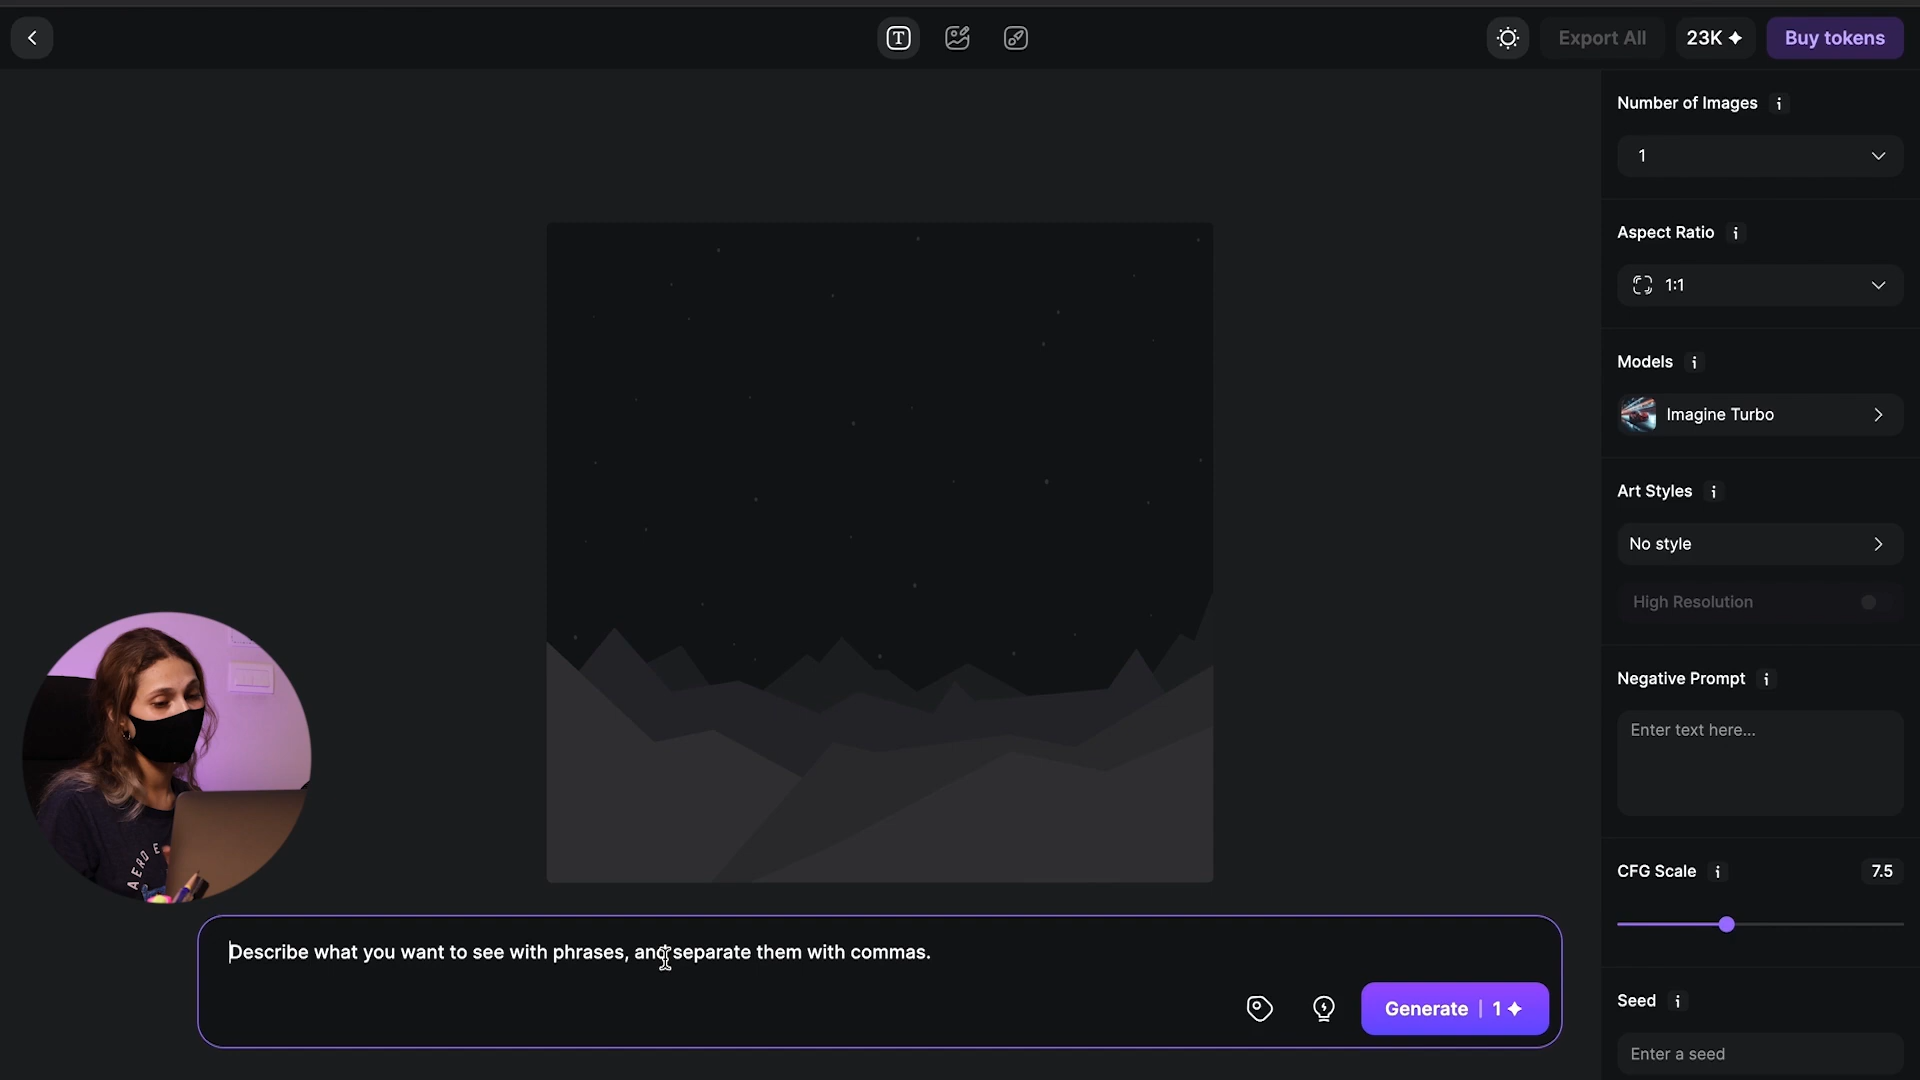 Export All
23K
Buy tokens
Number of Images i
1
Aspect Ratio i
1:1
Models i
Imagine Turbo
Art Styles i
No style
High Resolution
Negative Prompt i
Enter text here...
CFG Scale i 7.5
Seed i
Enter a seed
T
AERO
Describe what you want to see with phrases, and separate them with commas.
Generate | 1